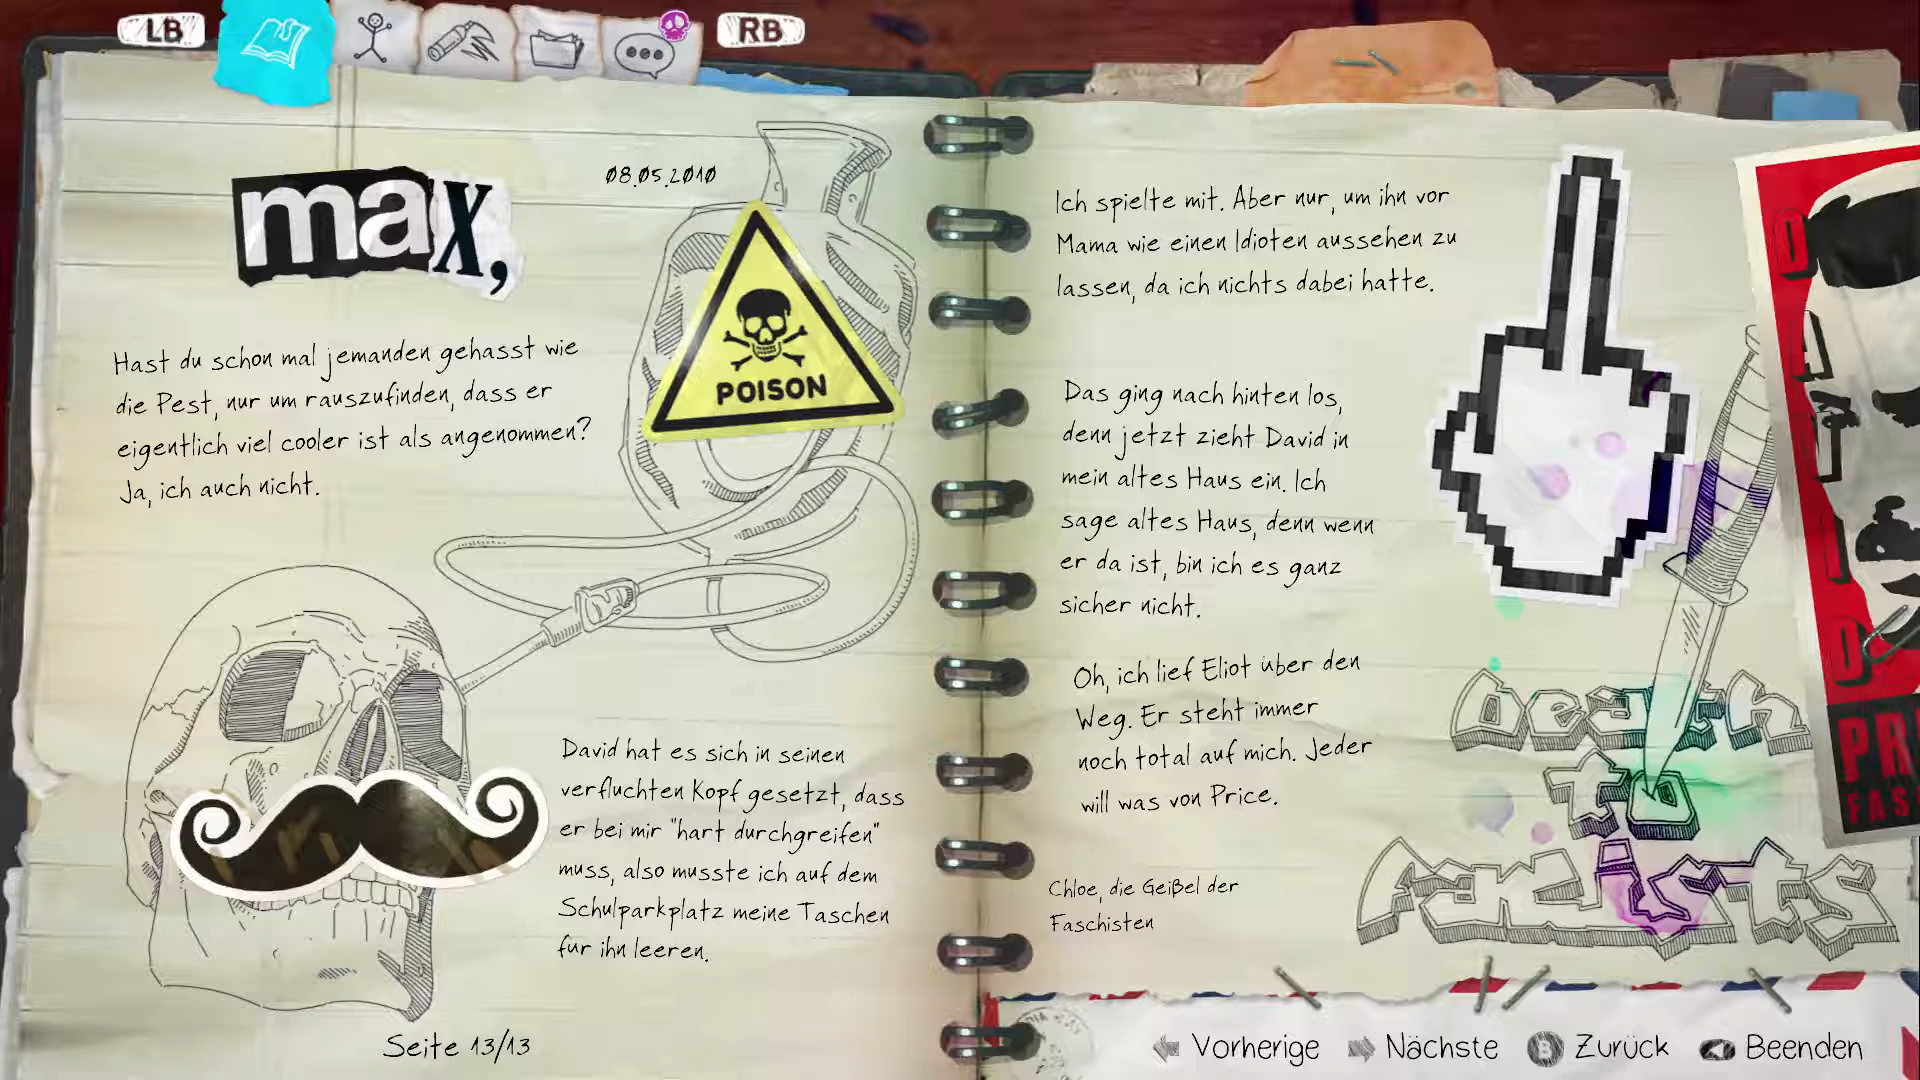 LB
RB
max,
08.05.2010
POISON
Hast du schon mal jemanden gehasst wie
die Pest, nur um rauszufinden, dass er
eigentlich viel cooler ist als angenommen?
Ja, ich auch nicht.
David hat es sich in seinen
verfluchten Kopf gesetzt, dass
er bei mir "hart durchgreifen"
muss, also musste ich auf dem
Schulparkplatz meine Taschen
für ihn leeren.
Seite 13/13
Ich spielte mit. Aber nur, um ihn vor
Mama wie einen Idioten aussehen zu
lassen, da ich nichts dabei hatte.
Das ging nach hinten los,
denn jetzt zieht David in
mein altes Haus ein. Ich
sage altes Haus, denn wenn
er da ist, bin ich es ganz
sicher nicht.
Oh, ich lief Eliot über den
Weg. Er steht immer
noch total auf mich. Jeder
will was von Price.
Chloe, die Geißel der
Faschisten
Death
to
DAVID
PR
FAS
Vorherige
Nächste
B
Zurück
Beenden